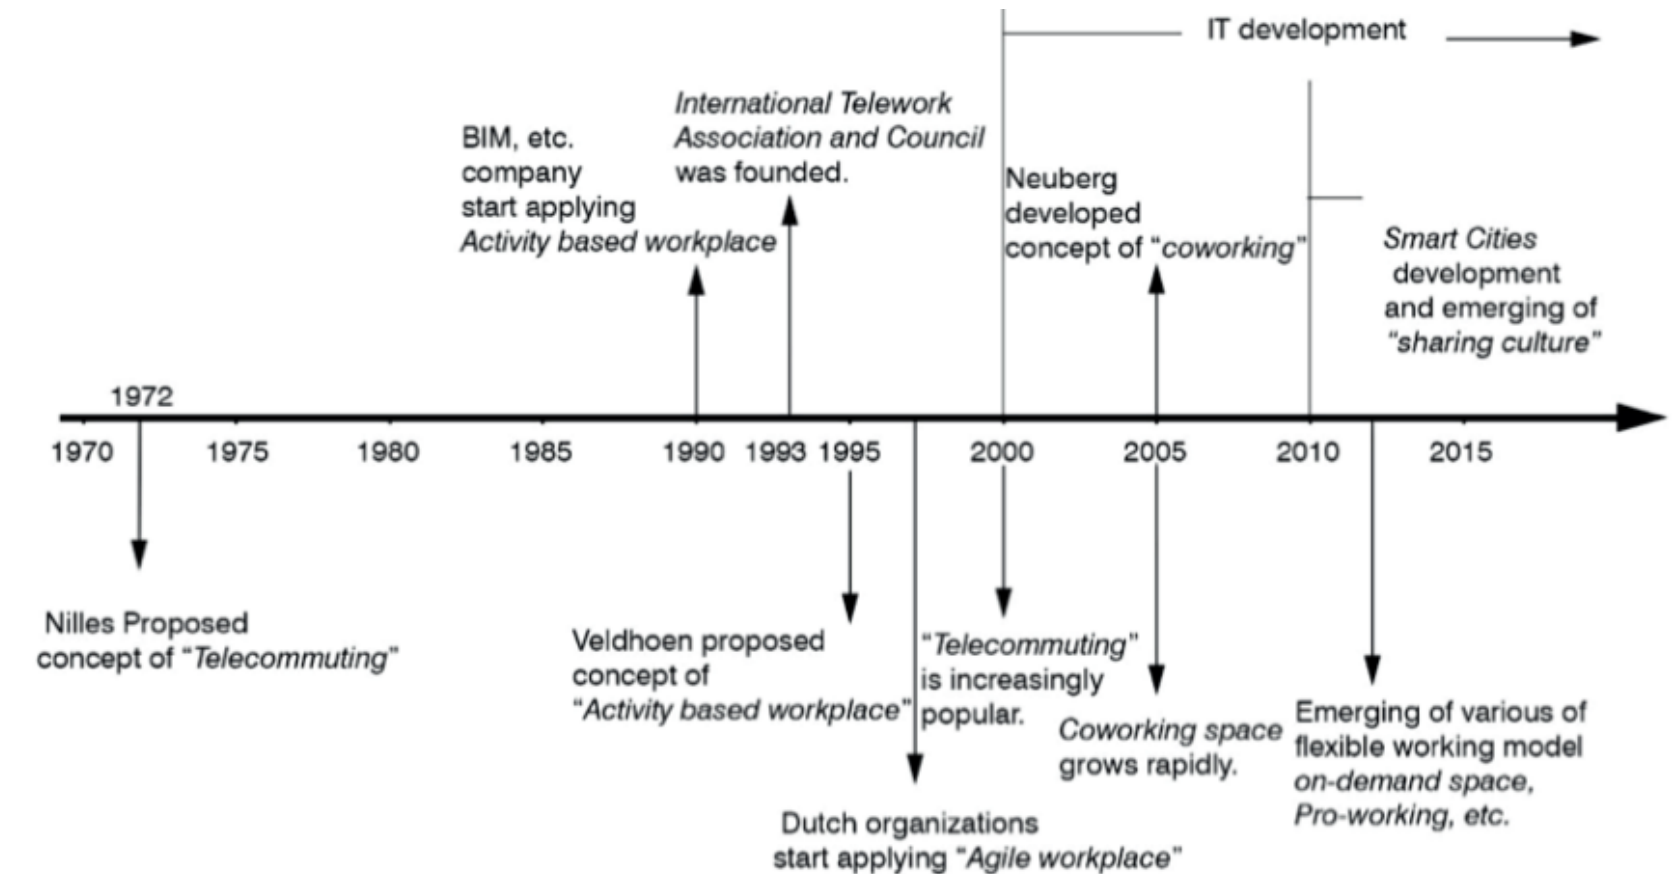 IT development
International Telework
Association and Council
was founded.
BIM, etc.
company
start applying
Activity based workplace
Neuberg
developed
concept of “coworking”
Smart Cities
development
and emerging of
“sharing culture”
1972
1970 1975 1980 1985 1990 1993 1995 2000 2005 2010 2015
Nilles Proposed
concept of “Telecommuting”
Veldhoen proposed
concept of
“Activity based workplace”
“Telecommuting”
is increasingly
popular.
Coworking space
grows rapidly.
Emerging of various of
flexible working model
on-demand space,
Pro-working, etc.
Dutch organizations
start applying “Agile workplace”